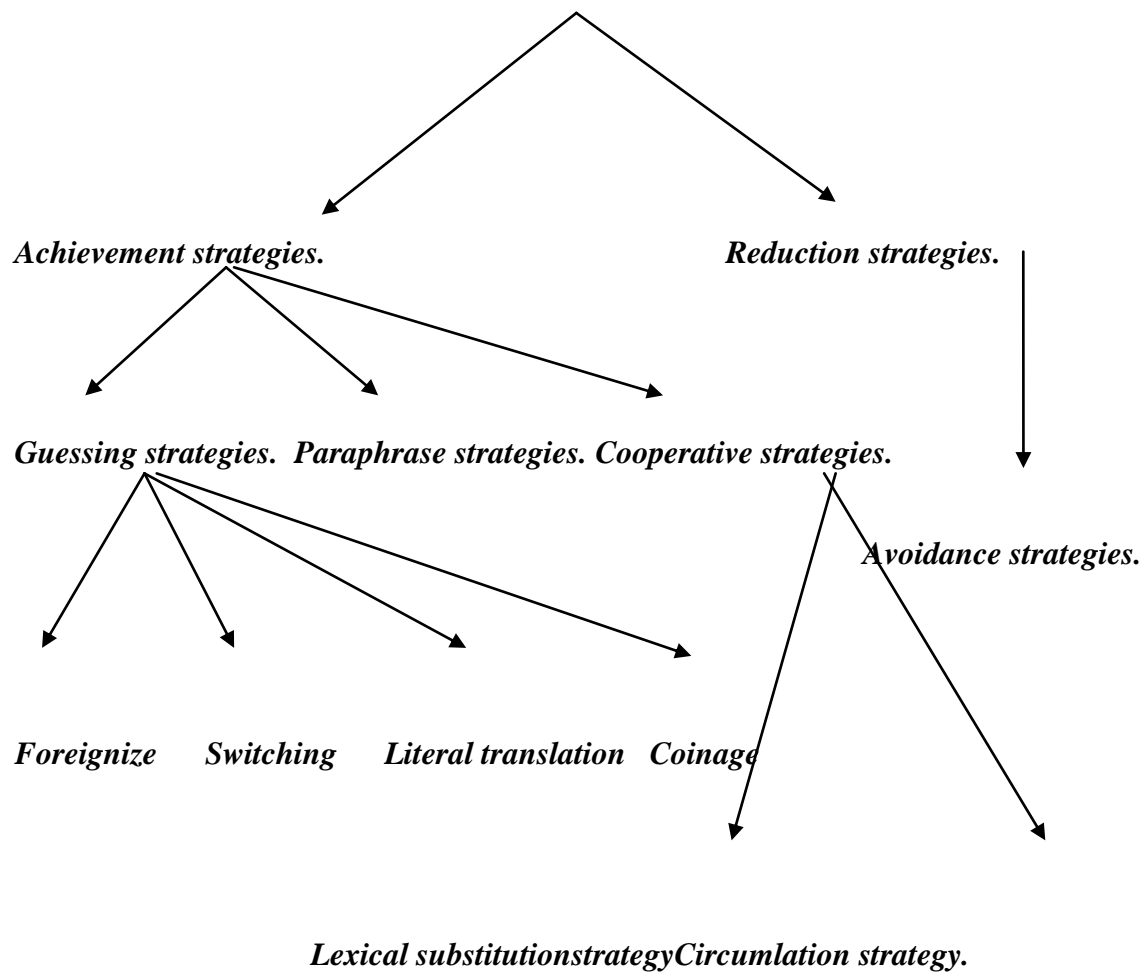 Achievement strategies. Reduction strategies.
Guessing strategies. Paraphrase strategies. Cooperative strategies.
Avoidance strategies.
Foreignize Switching Literal translation Coinage
Lexical substitutionstrategyCircumlation strategy.